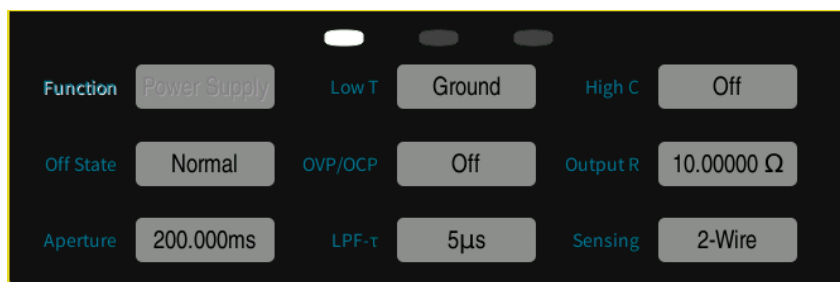 Function Power Supply Low T Ground High C Off
Off State Normal OVP/OCP Off Output R 10.00000 Ω
Aperture 200.000ms LPF-τ 5µs Sensing 2-Wire